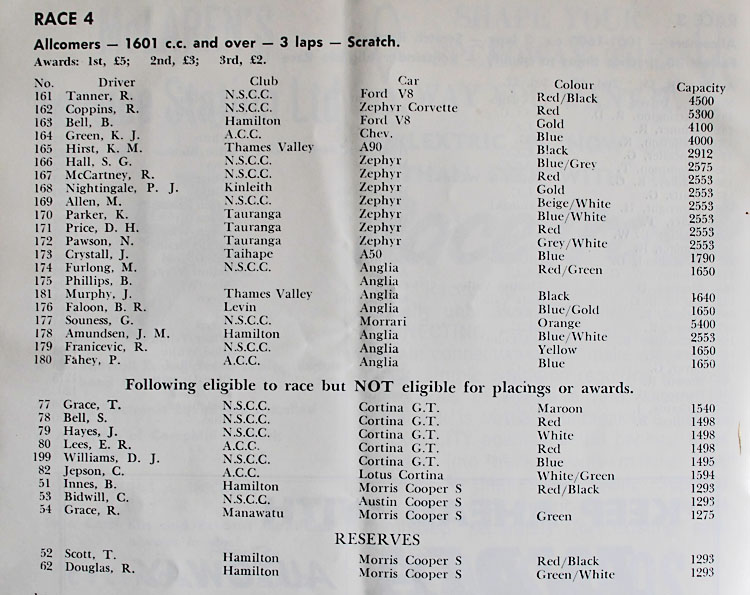 RACE 4
Allcomers — 1601 c.c. and over — 3 laps — Scratch.
Awards: 1st, £5; 2nd, £3; 3rd, £2.
No. Driver Club Car Colour Capacity
161 Tanner, R. N.S.C.C. Ford V8 Red/Black 4500
162 Coppins, R. N.S.C.C. Zephyr Corvette Red 5300
163 Bell, B. Hamilton Ford V8 Gold 4100
164 Green, K. J. A.C.C. Chev. Blue 4000
165 Hirst, K. M. Thames Valley A90 Black 2912
166 Hall, S. G. N.S.C.C. Zephyr Blue/Grey 2575
167 McCartney, R. N.S.C.C. Zephyr Red 2553
168 Nightingale, P. J. Kinleith Zephyr Gold 2553
169 Allen, M. N.S.C.C. Zephyr Beige/White 2553
170 Parker, K. Tauranga Zephyr Blue/White 2553
171 Price, D. H. Tauranga Zephyr Red 2553
172 Pawson, N. Tauranga Zephyr Grey/White 2553
173 Crystall, J. Taihape A50 Blue 1790
174 Furlong, M. N.S.C.C. Anglia Red/Green 1650
175 Phillips, B. Anglia
181 Murphy, J. Thames Valley Anglia Black 1640
176 Faloon, B. R. Levin Anglia Blue/Gold 1650
177 Souness, G. N.S.C.C. Morrari Orange 5400
178 Amundsen, J. M. Hamilton Anglia Blue/White 2553
179 Franicevic, R. N.S.C.C. Anglia Yellow 1650
180 Fahey, P. A.C.C. Anglia Blue 1650
Following eligible to race but NOT eligible for placings or awards.
77 Grace, T. N.S.C.C. Cortina G.T. Maroon 1540
78 Bell, S. N.S.C.C. Cortina G.T. Red 1498
79 Hayes, J. N.S.C.C. Cortina G.T. White 1498
80 Lees, E. R. A.C.C. Cortina G.T. Red 1498
199 Williams, D. J. N.S.C.C. Cortina G.T. Blue 1495
82 Jepson, C. A.C.C. Lotus Cortina White/Green 1594
51 Innes, B. Hamilton Morris Cooper S Red/Black 1293
53 Bidwill, C. N.S.C.C. Austin Cooper S 1293
54 Grace, R. Manawatu Morris Cooper S Green 1275
RESERVES
52 Scott, T. Hamilton Morris Cooper S Red/Black 1293
62 Douglas, R. Hamilton Morris Cooper S Green/White 1293